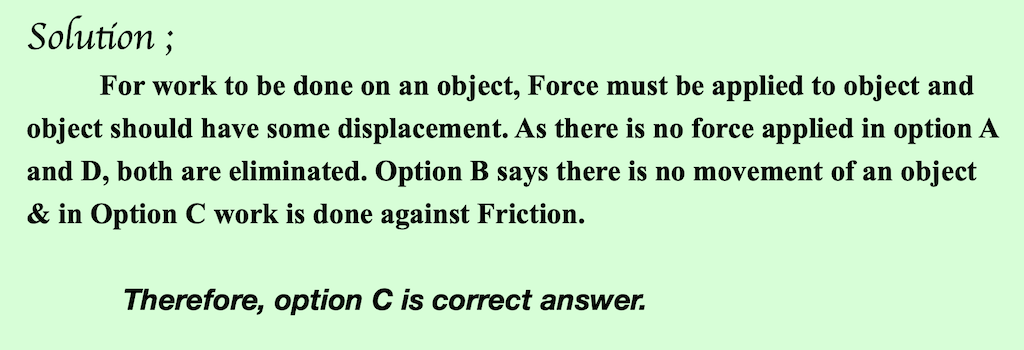 Solution ;
For work to be done on an object, Force must be applied to object and
object should have some displacement. As there is no force applied in option A
and D, both are eliminated. Option B says there is no movement of an object
& in Option C work is done against Friction.
Therefore, option C is correct answer.